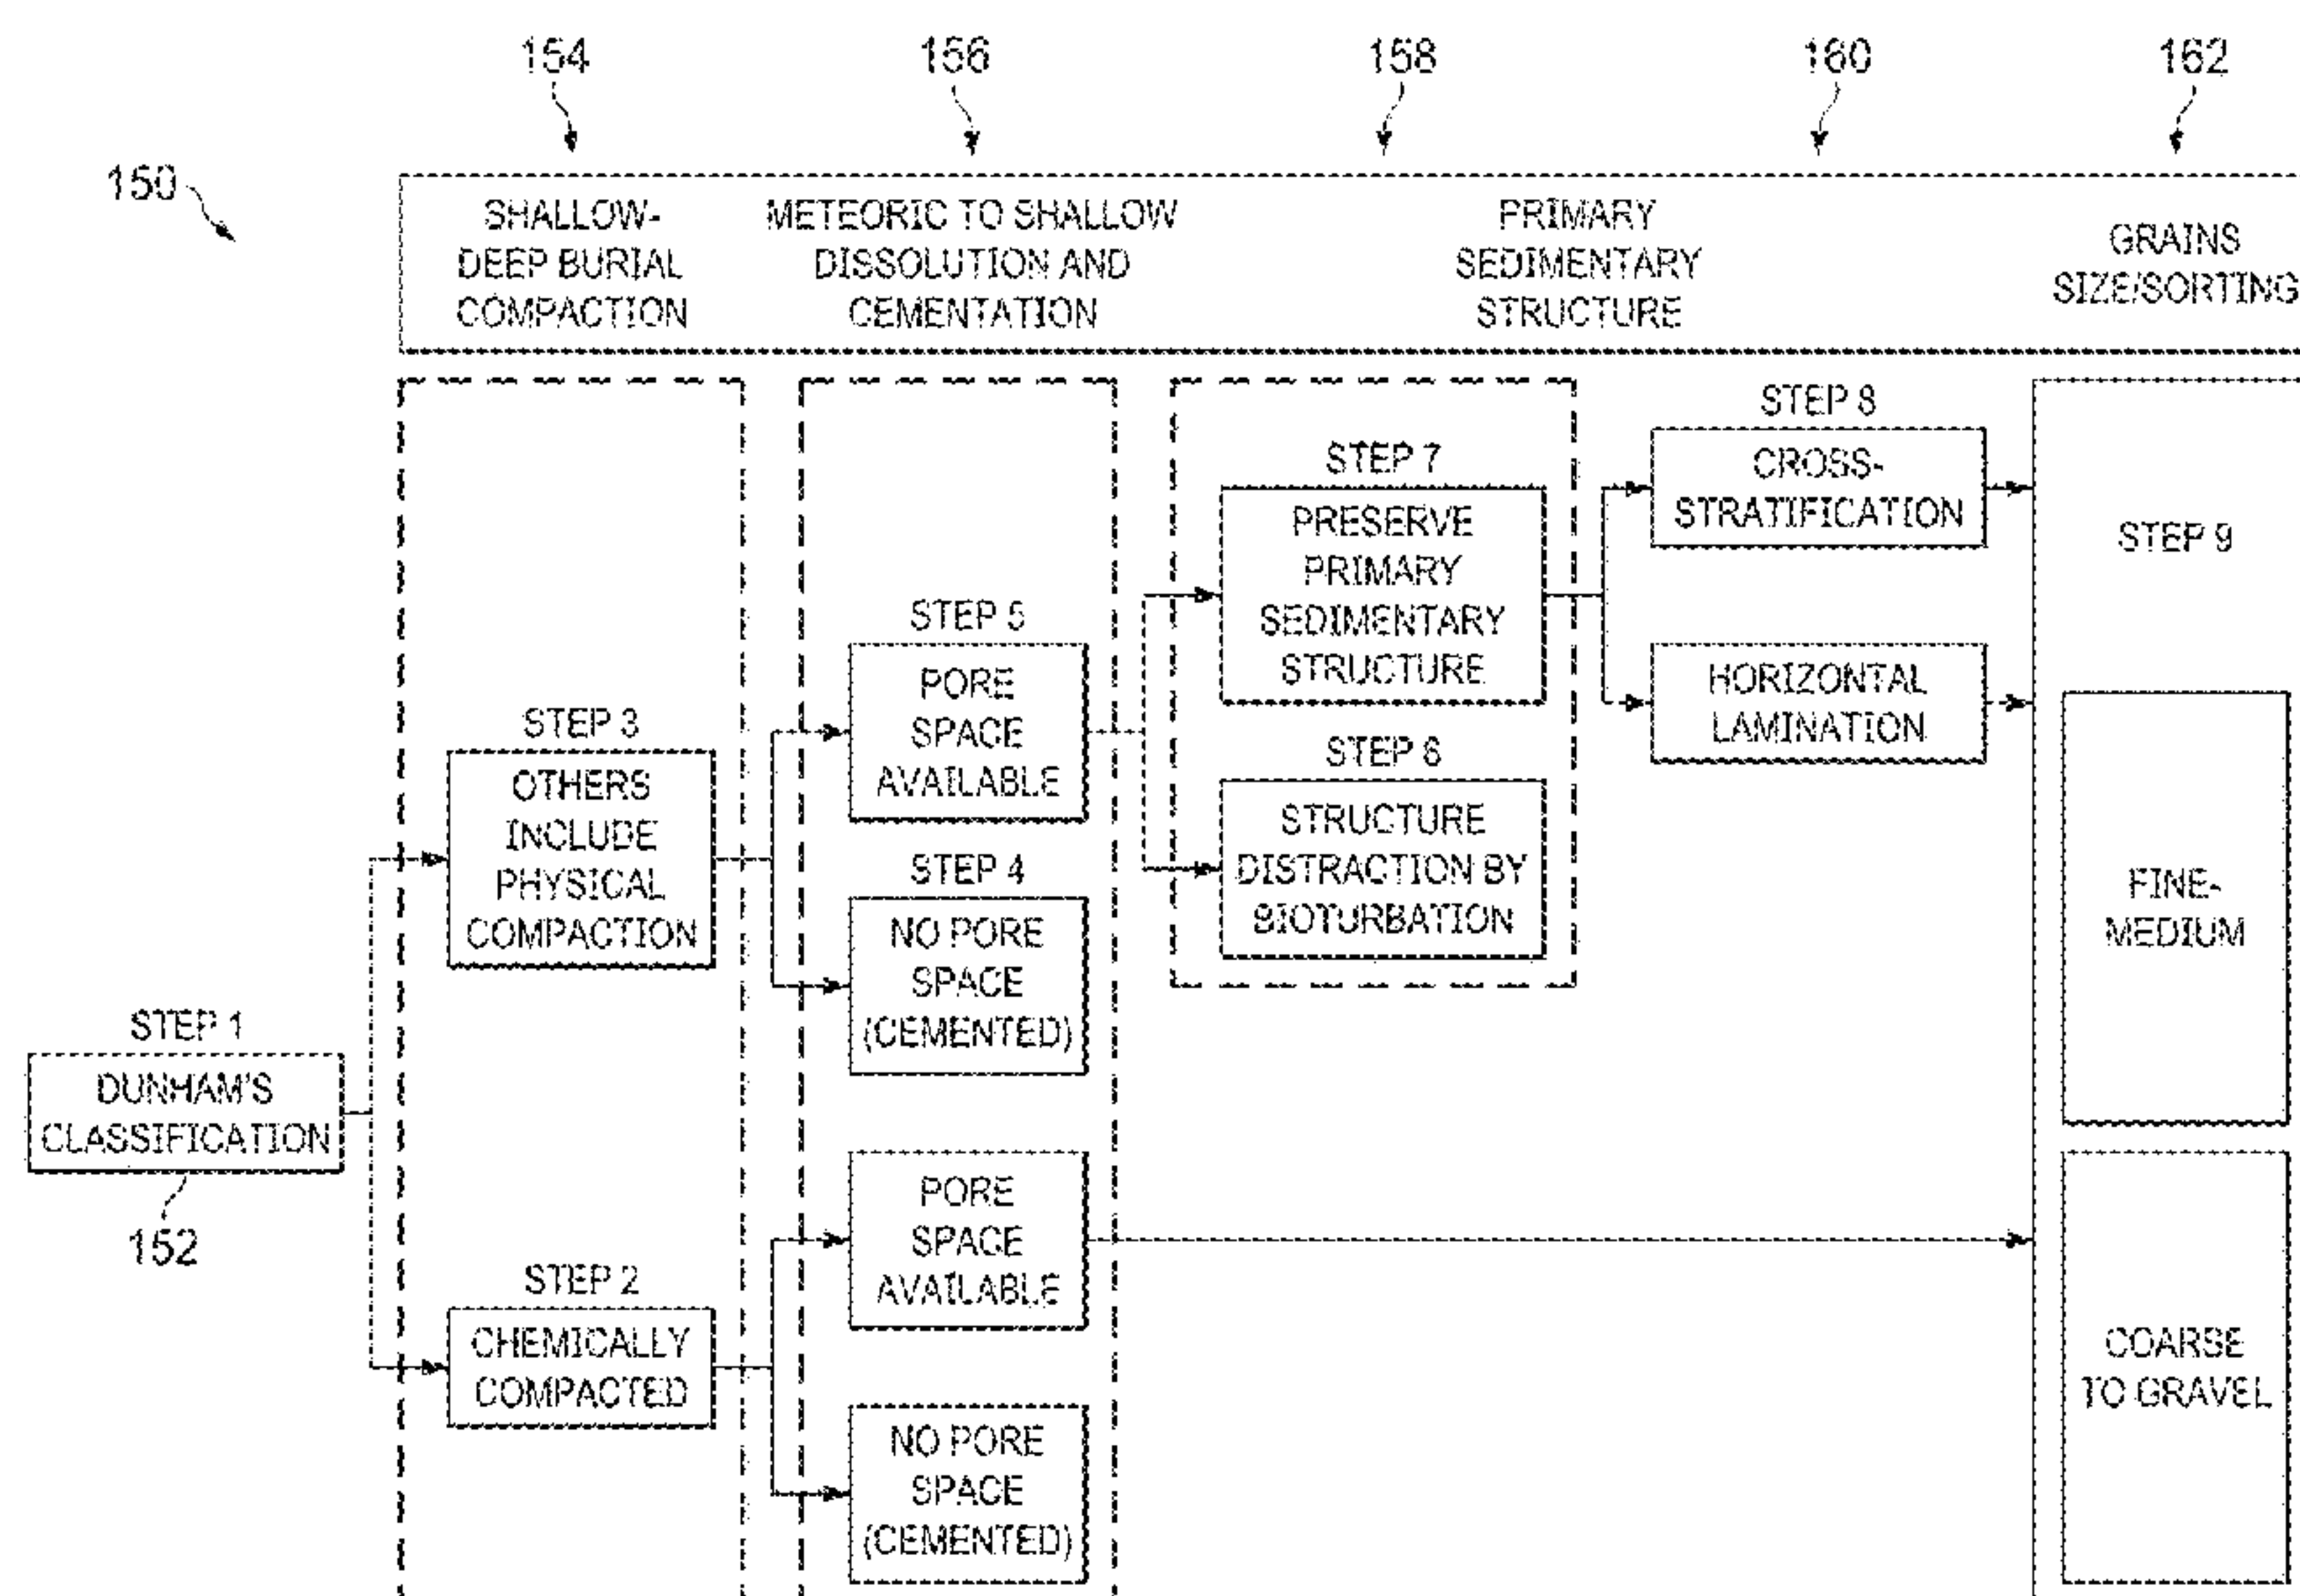 154
156
158
160
162
150
SHALLOW-
DEEP BURIAL
COMPACTION
METEORIC TO SHALLOW
DISSOLUTION AND
CEMENTATION
PRIMARY
SEDIMENTARY
STRUCTURE
GRAINS
SIZE/SORTING
STEP 1
DUNHAM'S
CLASSIFICATION
152
STEP 3
OTHERS
INCLUDE
PHYSICAL
COMPACTION
STEP 2
CHEMICALLY
COMPACTED
STEP 5
PORE
SPACE
AVAILABLE
STEP 4
NO PORE
SPACE
(CEMENTED)
PORE
SPACE
AVAILABLE
NO PORE
SPACE
(CEMENTED)
STEP 7
PRESERVE
PRIMARY
SEDIMENTARY
STRUCTURE
STEP 6
STRUCTURE
DISTRACTION BY
BIOTURBATION
STEP 8
CROSS-
STRATIFICATION
HORIZONTAL
LAMINATION
STEP 9
FINE-
MEDIUM
COARSE
TO GRAVEL